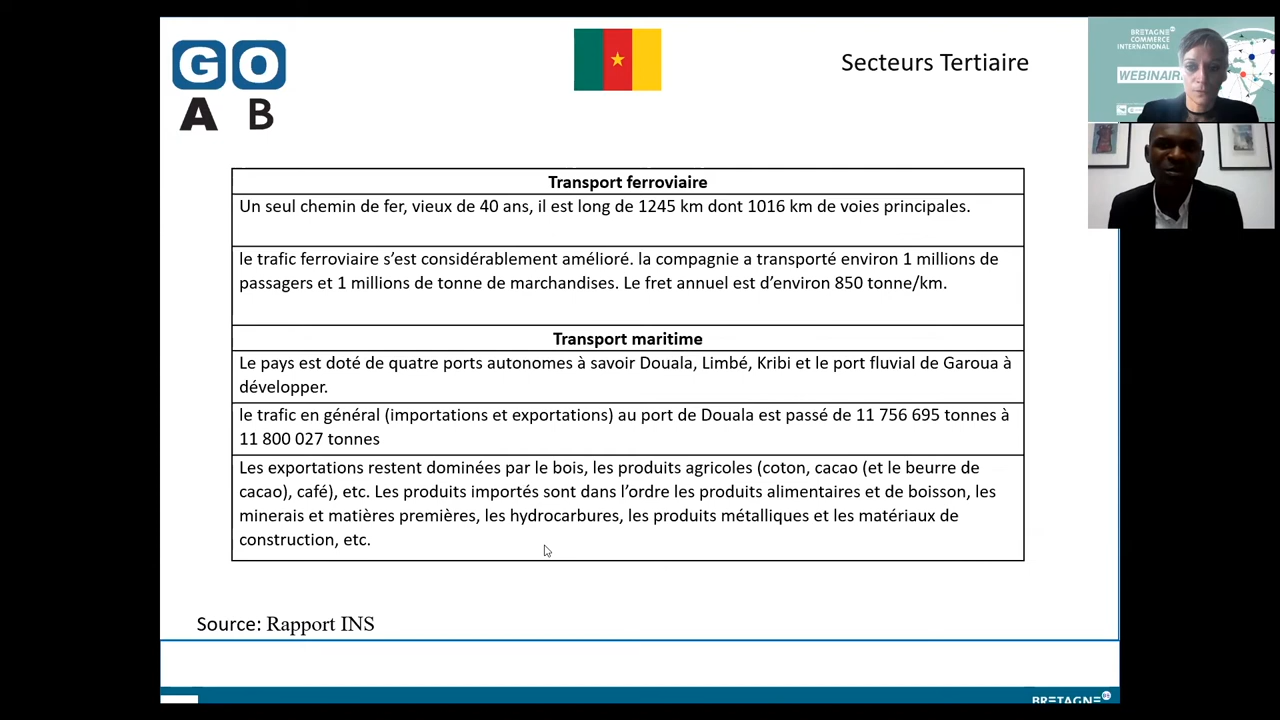 GO
A B
Secteurs Tertiaire
BRETAGNE
COMMERCE
INTERNATIONAL
WEBINAIRE
Transport ferroviaire
Un seul chemin de fer, vieux de 40 ans, il est long de 1245 km dont 1016 km de voies principales.
le trafic ferroviaire s’est considérablement amélioré. la compagnie a transporté environ 1 millions de
passagers et 1 millions de tonne de marchandises. Le fret annuel est d’environ 850 tonne/km.
Transport maritime
Le pays est doté de quatre ports autonomes à savoir Douala, Limbé, Kribi et le port fluvial de Garoua à
développer.
le trafic en général (importations et exportations) au port de Douala est passé de 11 756 695 tonnes à
11 800 027 tonnes
Les exportations restent dominées par le bois, les produits agricoles (coton, cacao (et le beurre de
cacao), café), etc. Les produits importés sont dans l’ordre les produits alimentaires et de boisson, les
minerais et matières premières, les hydrocarbures, les produits métalliques et les matériaux de
construction, etc.
Source: Rapport INS
BRETAGNE